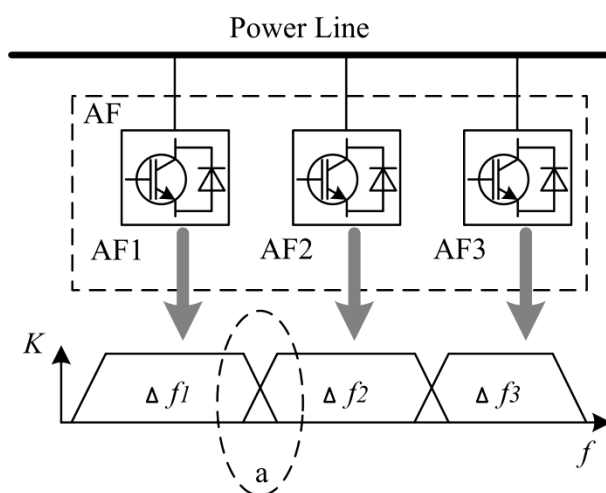 Power Line
AF
AF1 AF2 AF3
K
Δ f1 Δ f2 Δ f3
f
a